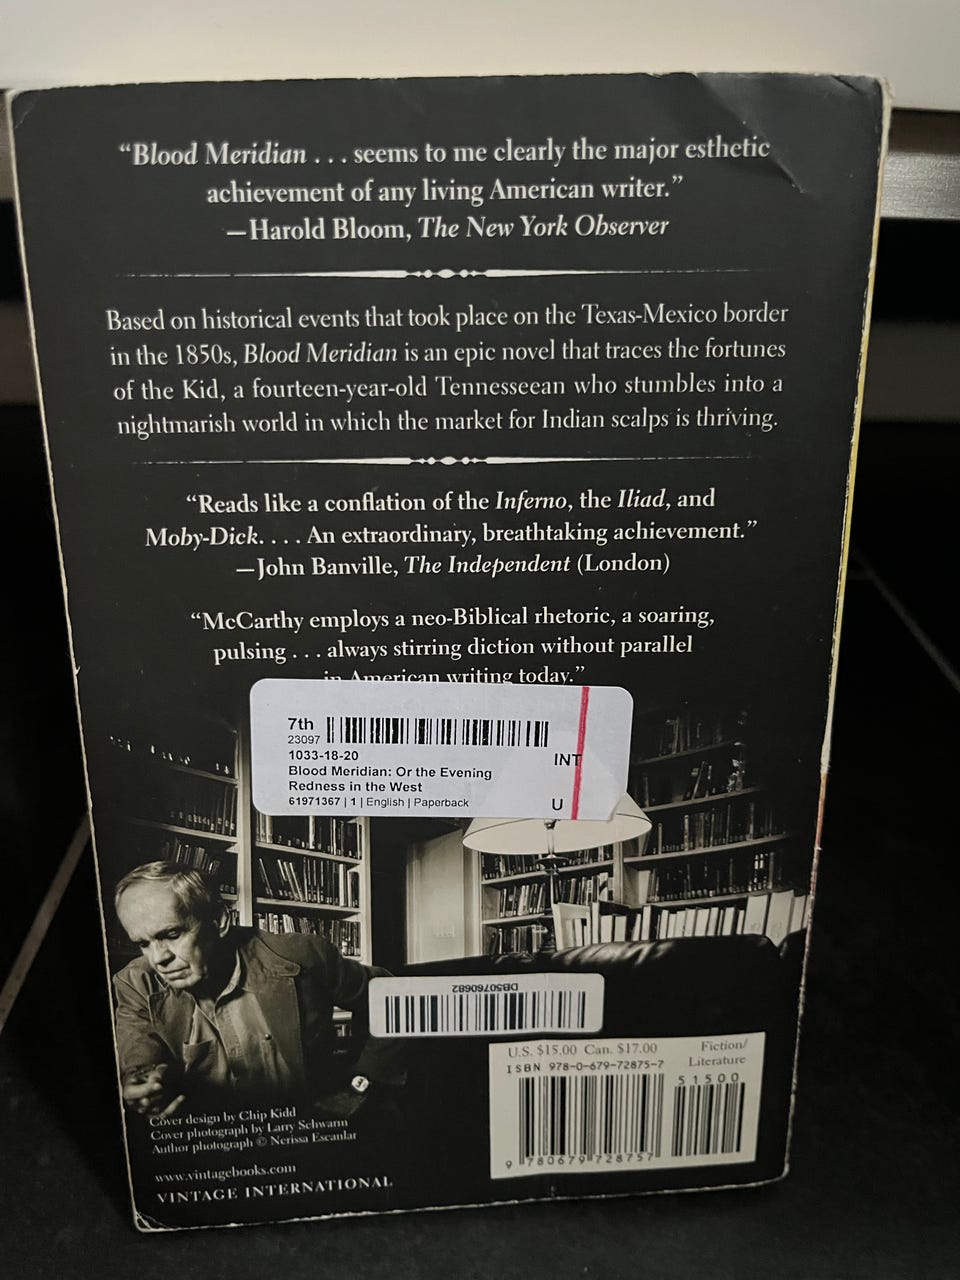 “Blood Meridian . . . seems to me clearly the major esthetic
achievement of any living American writer.”
—Harold Bloom, The New York Observer
Based on historical events that took place on the Texas-Mexico border
in the 1850s, Blood Meridian is an epic novel that traces the fortunes
of the Kid, a fourteen-year-old Tennesseean who stumbles into a
nightmarish world in which the market for Indian scalps is thriving.
“Reads like a conflation of the Inferno, the Iliad, and
Moby-Dick. . . . An extraordinary, breathtaking achievement.”
—John Banville, The Independent (London)
“McCarthy employs a neo-Biblical rhetoric, a soaring,
pulsing . . . always stirring diction without parallel
in American writing today.”
7th
23097
1033-18-20
INT
Blood Meridian: Or the Evening
Redness in the West
61971367 | 1 | English | Paperback
U
DB50760682
U.S. $15.00 Can. $17.00
Fiction/
Literature
ISBN 978-0-679-72875-7
51500
9 780679 728757
Cover design by Chip Kidd
Cover photograph by Larry Schwarm
Author photograph © Nerissa Escanlar
www.vintagebooks.com
VINTAGE INTERNATIONAL